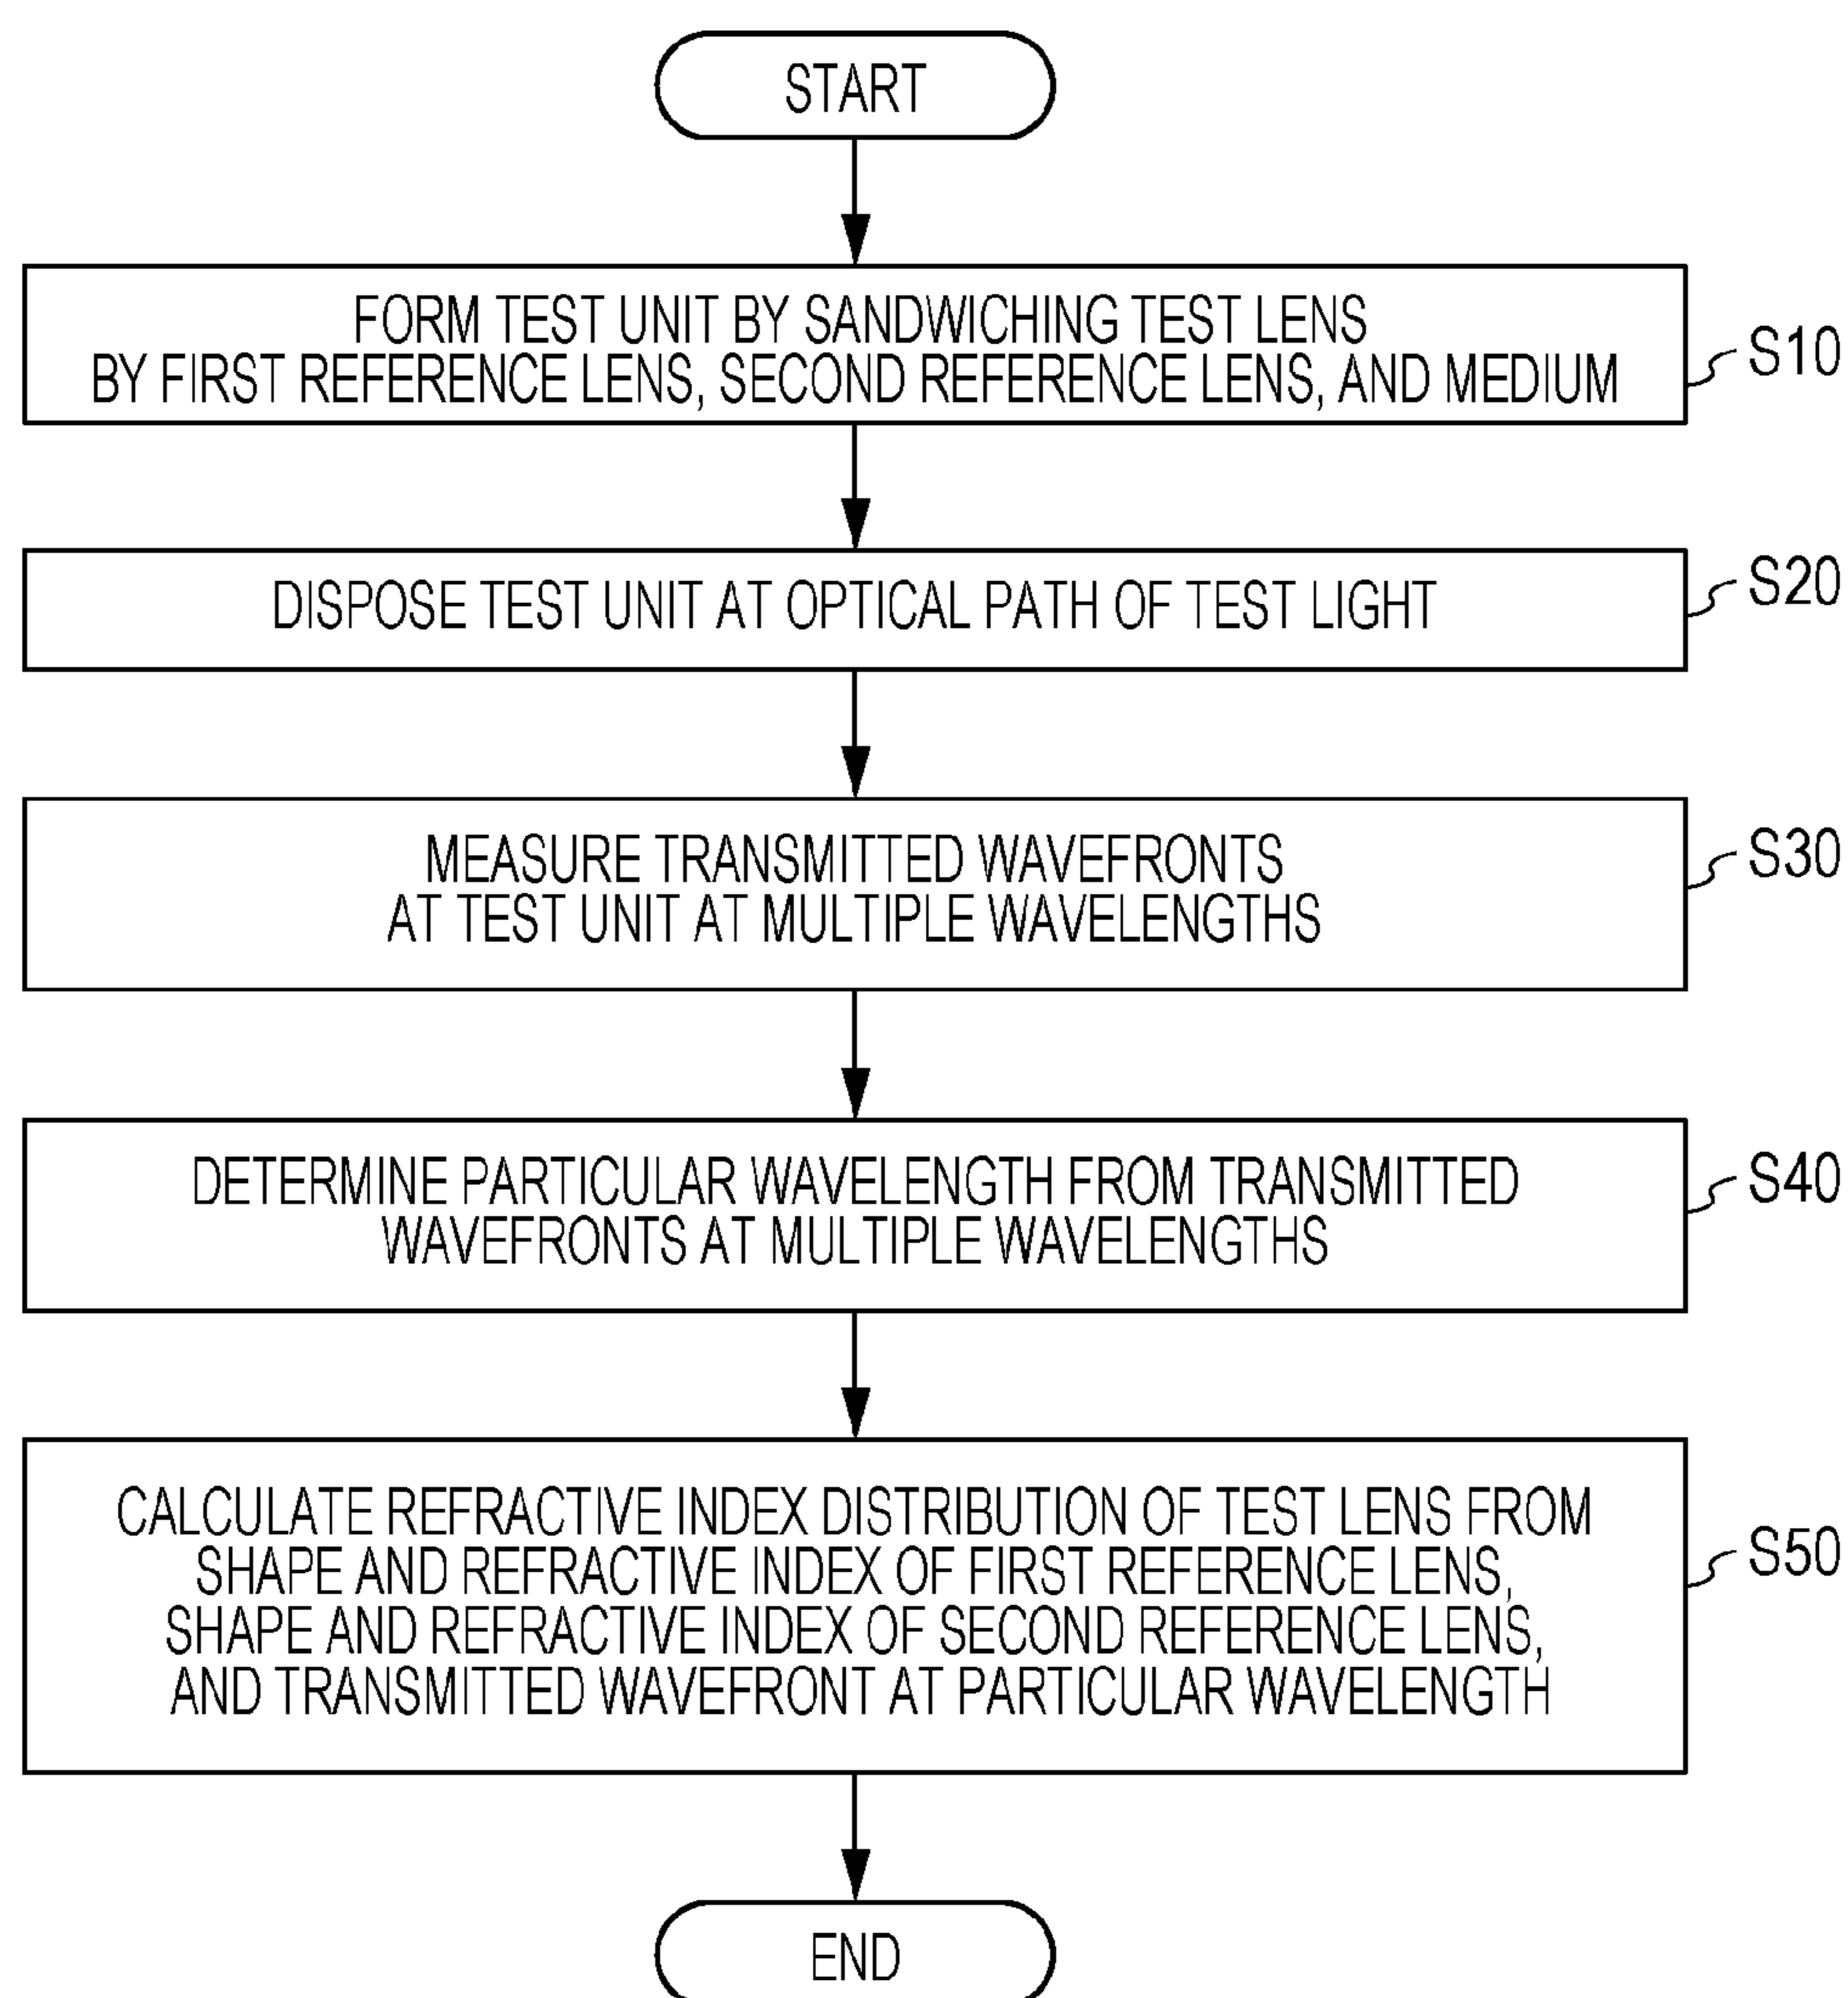 START
FORM TEST UNIT BY SANDWICHING TEST LENS
BY FIRST REFERENCE LENS, SECOND REFERENCE LENS, AND MEDIUM
S10
DISPOSE TEST UNIT AT OPTICAL PATH OF TEST LIGHT
S20
MEASURE TRANSMITTED WAVEFRONTS
AT TEST UNIT AT MULTIPLE WAVELENGTHS
S30
DETERMINE PARTICULAR WAVELENGTH FROM TRANSMITTED
WAVEFRONTS AT MULTIPLE WAVELENGTHS
S40
CALCULATE REFRACTIVE INDEX DISTRIBUTION OF TEST LENS FROM
SHAPE AND REFRACTIVE INDEX OF FIRST REFERENCE LENS,
SHAPE AND REFRACTIVE INDEX OF SECOND REFERENCE LENS,
AND TRANSMITTED WAVEFRONT AT PARTICULAR WAVELENGTH
S50
END